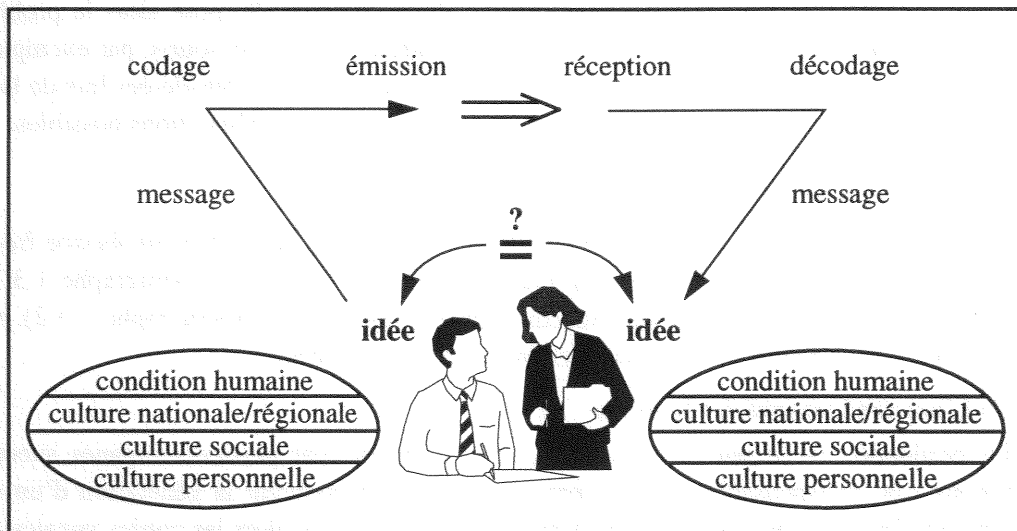 codage émission réception décodage
message message
?
=
idée idée
condition humaine condition humaine
culture nationale/régionale culture nationale/régionale
culture sociale culture sociale
culture personnelle culture personnelle